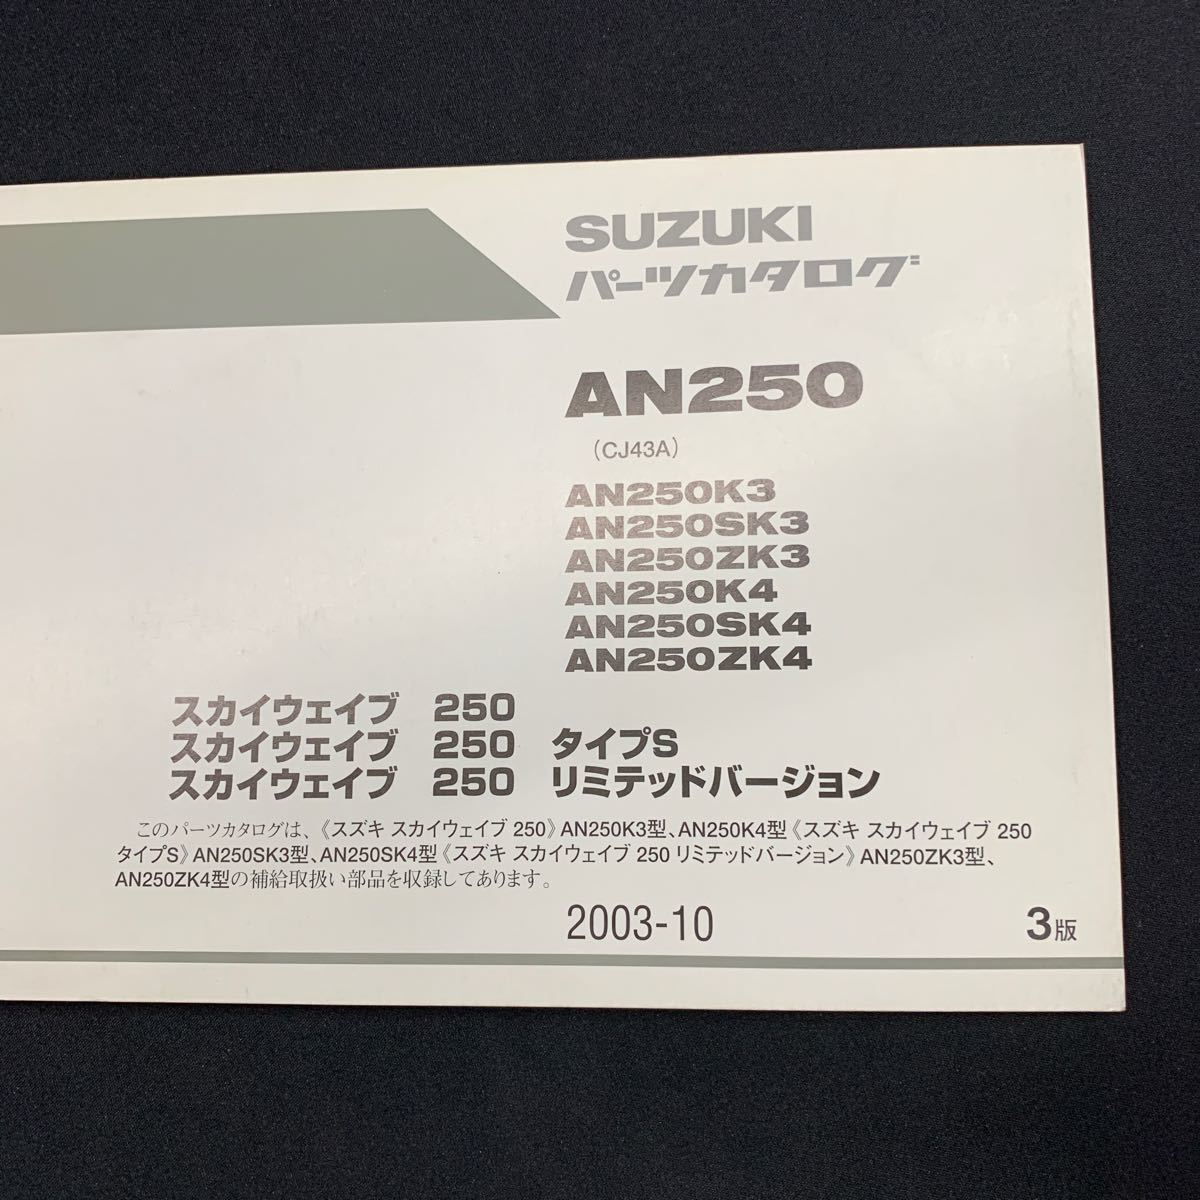 SUZUKI
パーツカタログ
AN250
(CJ43A)
AN250K3
AN250SK3
AN250ZK3
AN250K4
AN250SK4
AN250ZK4
スカイウェイブ 250
スカイウェイブ 250 タイプS
スカイウェイブ 250 リミテッドバージョン
このパーツカタログは、《スズキ スカイウェイブ 250》AN250K3型、AN250K4型《スズキ スカイウェイブ 250
タイプS》AN250SK3型、AN250SK4型《スズキ スカイウェイブ 250 リミテッドバージョン》AN250ZK3型、
AN250ZK4型の補給取扱い部品を収録してあります。
2003-10 3版